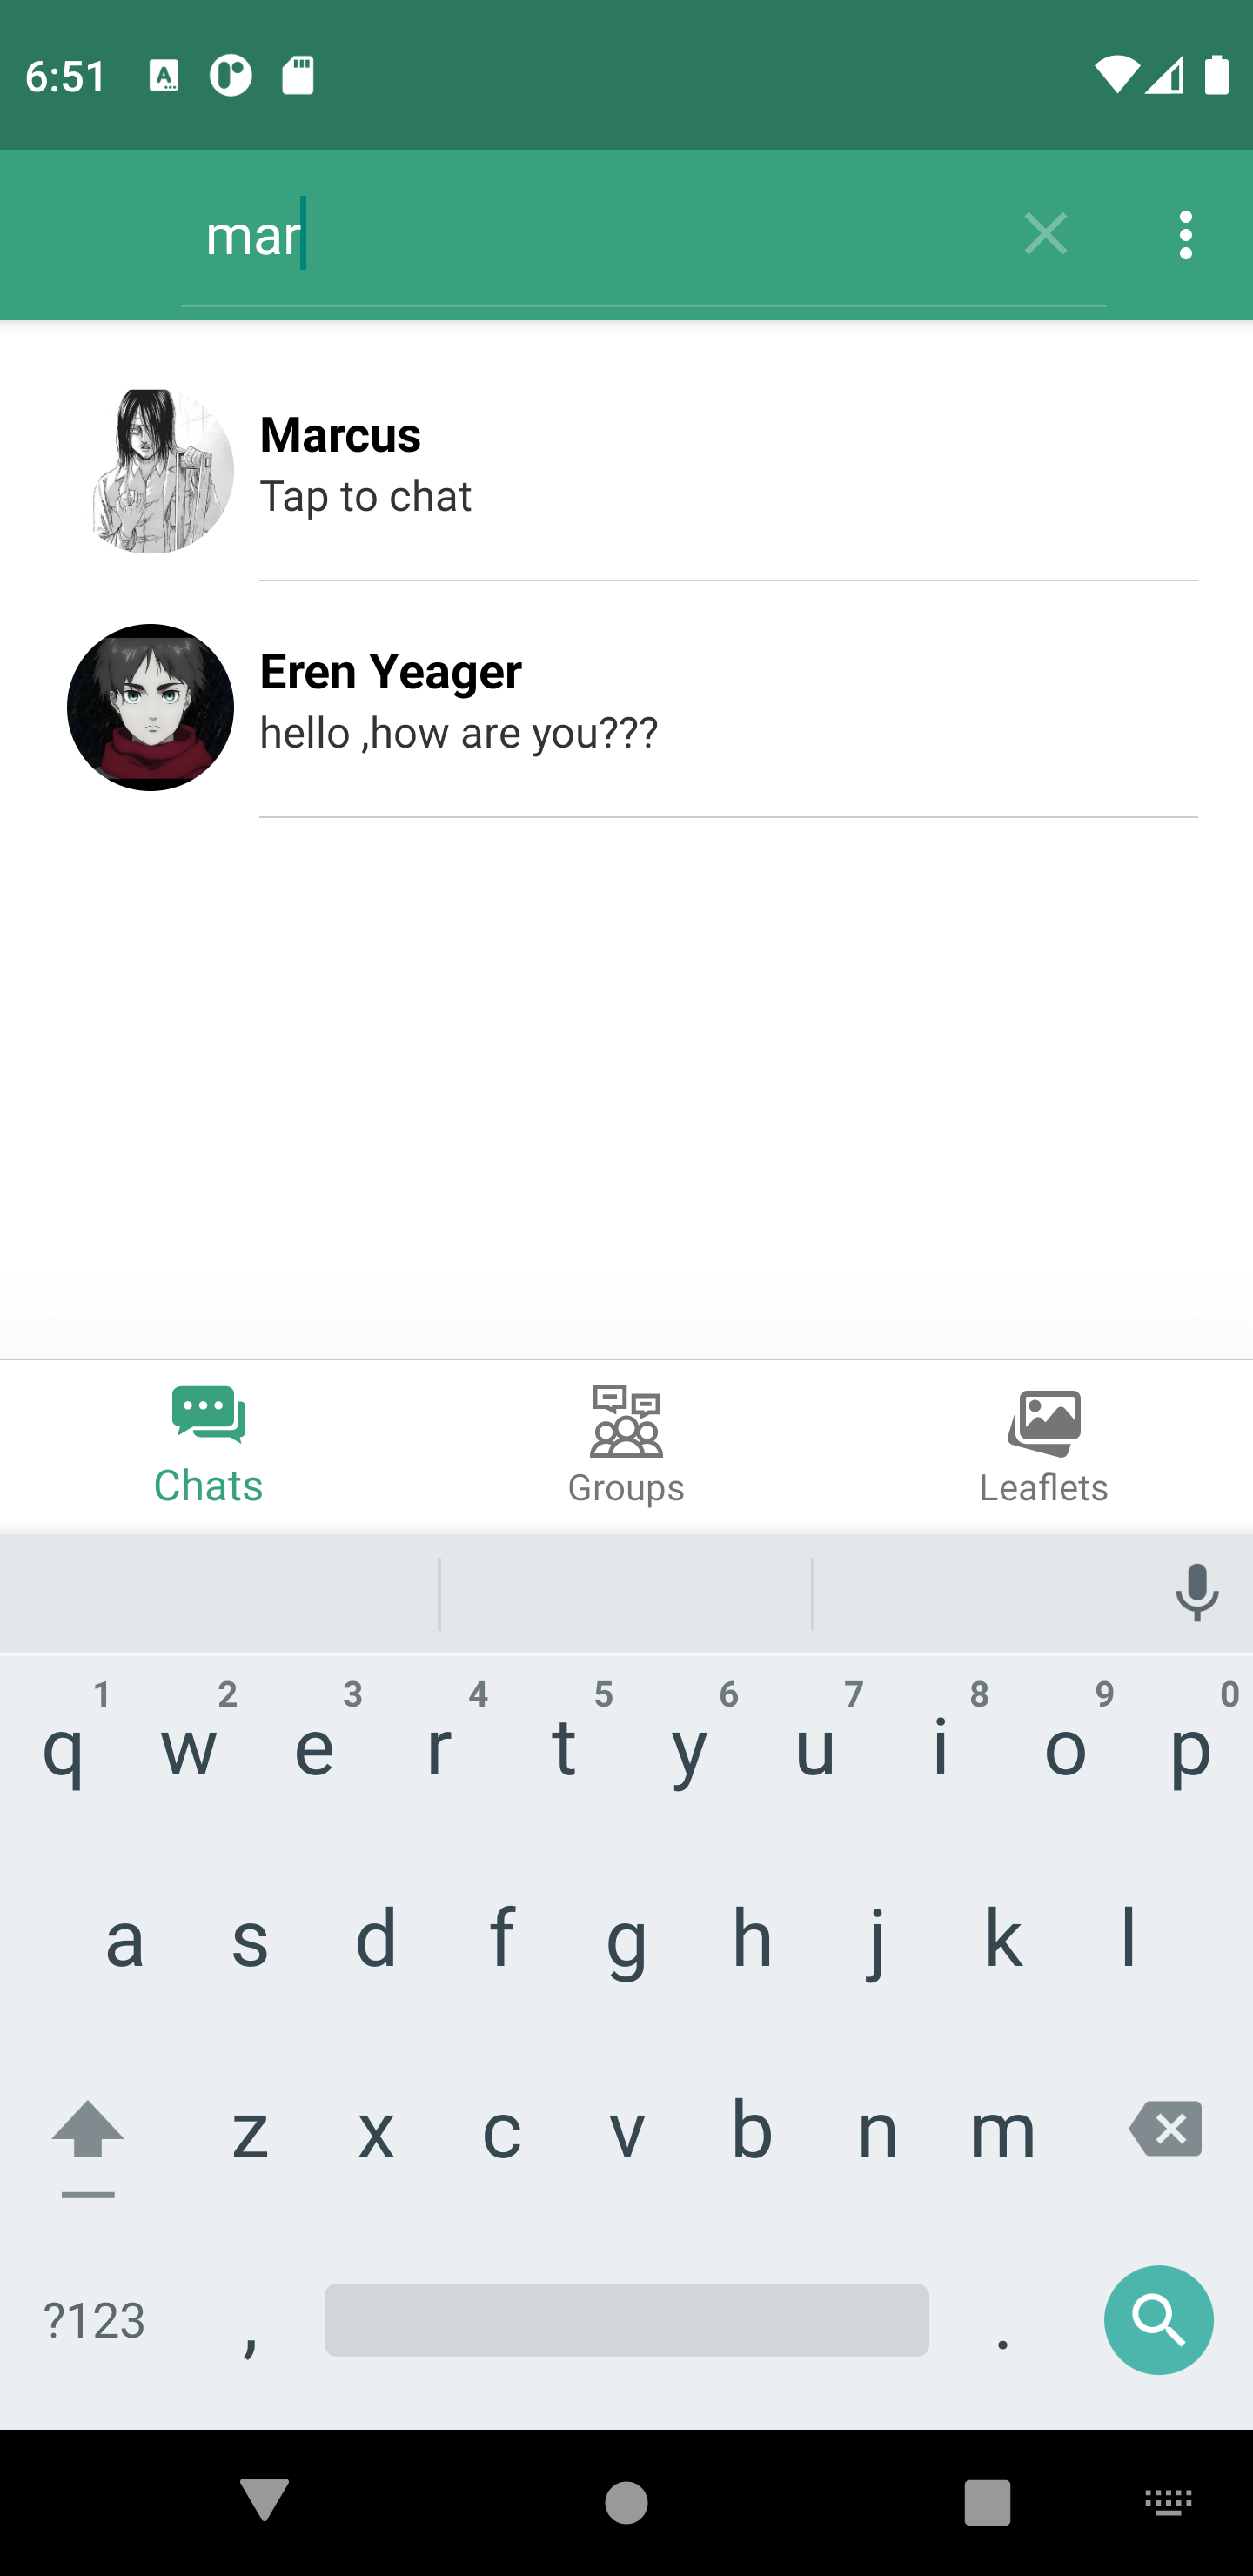 6:51
mar
Marcus
Tap to chat
Eren Yeager
hello ,how are you???
Chats
Groups
Leaflets
1 2 3 4 5 6 7 8 9 0
q w e r t y u i o p
a s d f g h j k l
z x c v b n m
?123 , .